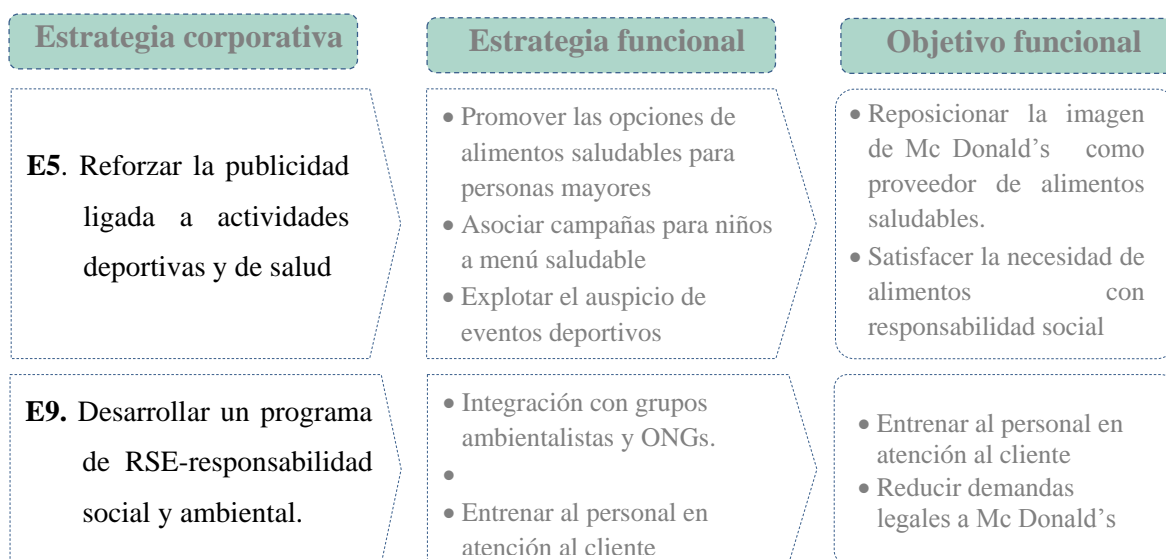 Estrategia corporativa
Estrategia funcional
Objetivo funcional
E5. Reforzar la publicidad
ligada a actividades
deportivas y de salud
• Promover las opciones de
alimentos saludables para
personas mayores
• Asociar campañas para niños
a menú saludable
• Explotar el auspicio de
eventos deportivos
• Reposicionar la imagen
de Mc Donald’s como
proveedor de alimentos
saludables.
• Satisfacer la necesidad de
alimentos con
responsabilidad social
E9. Desarrollar un programa
de RSE-responsabilidad
social y ambiental.
• Integración con grupos
ambientalistas y ONGs.
•
• Entrenar al personal en
atención al cliente
• Entrenar al personal en
atención al cliente
• Reducir demandas
legales a Mc Donald’s